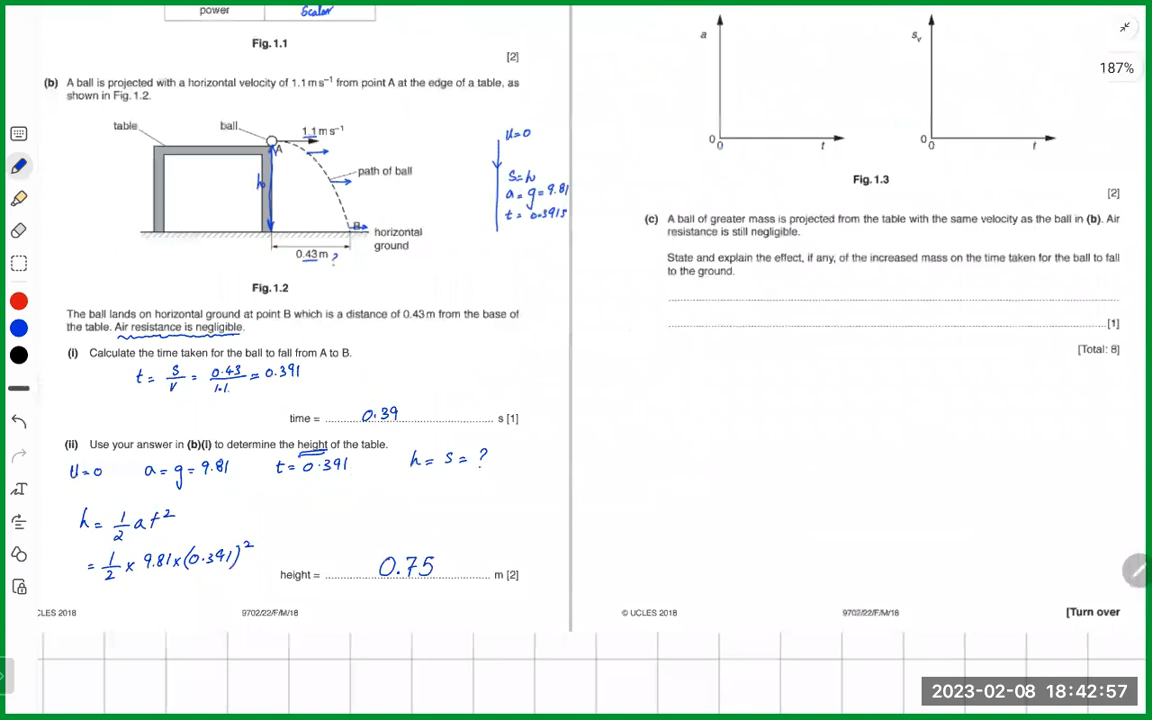 power Scalar
Fig. 1.1
[2]
(b) A ball is projected with a horizontal velocity of 1.1 m s⁻¹ from point A at the edge of a table, as
shown in Fig. 1.2.
table
ball
1.1 m s⁻¹
A
path of ball
h
B
horizontal
ground
0.43 m ?
u=0
S=h
a = g = 9.81
t = 0.3915
Fig. 1.2
The ball lands on horizontal ground at point B which is a distance of 0.43 m from the base of
the table. Air resistance is negligible.
(i) Calculate the time taken for the ball to fall from A to B.
t = S/V = 0.43/1.1 = 0.391
time = 0.39 s [1]
(ii) Use your answer in (b)(i) to determine the height of the table.
U=0 a = g = 9.81 t = 0.391 h = S = ?
h = 1/2 at²
= 1/2 × 9.81 × (0.391)²
height = 0.75 m [2]
CLES 2018 9702/22/F/M/18
a
0
0
t
sᵥ
0
0
t
Fig. 1.3
[2]
(c) A ball of greater mass is projected from the table with the same velocity as the ball in (b). Air
resistance is still negligible.
State and explain the effect, if any, of the increased mass on the time taken for the ball to fall
to the ground.
[1]
[Total: 8]
© UCLES 2018 9702/22/F/M/18 [Turn over
187%
2023-02-08 18:42:57